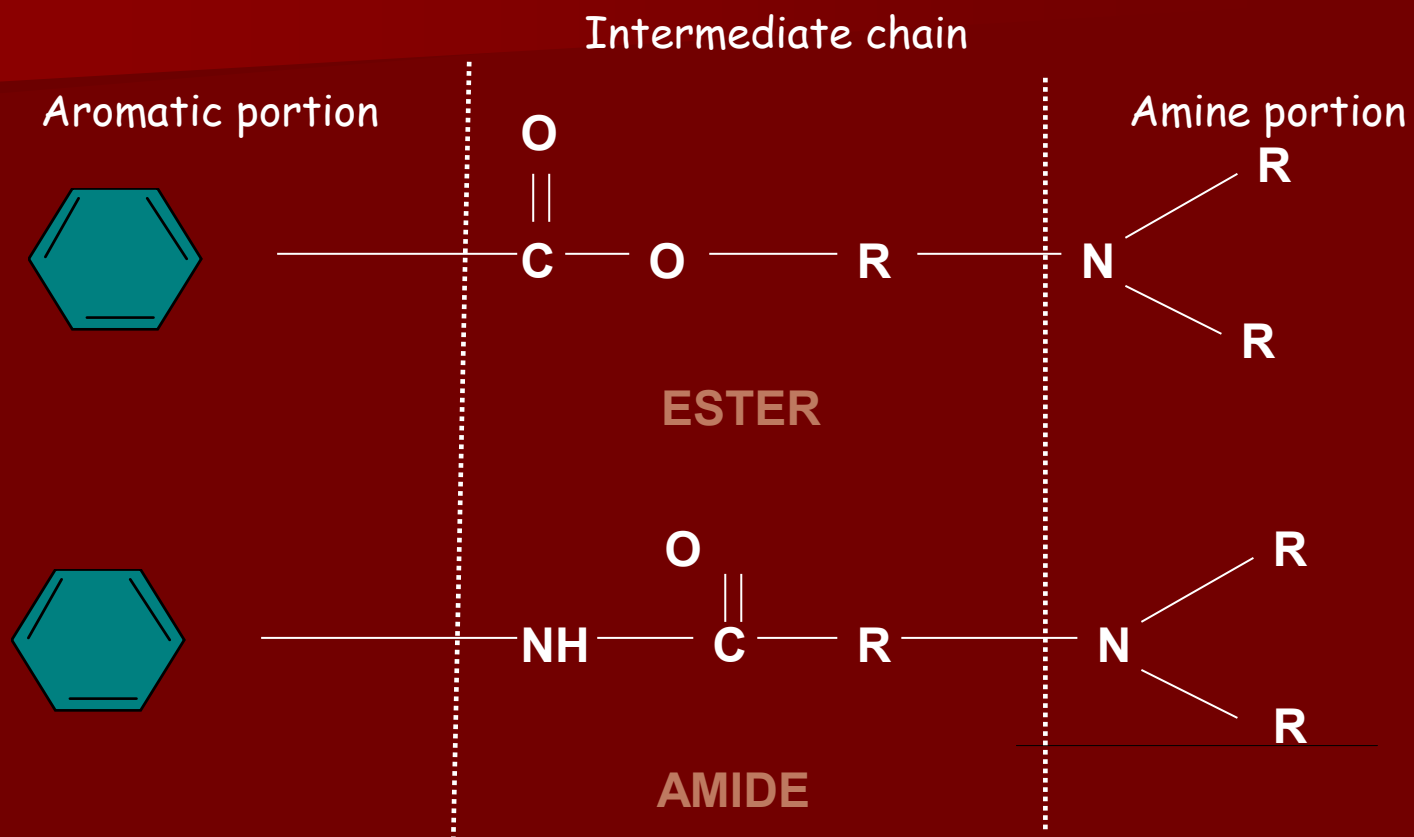 Intermediate chain
Aromatic portion
Amine portion
O
R
C O R N
R
ESTER
O
R
NH C R N
R
AMIDE